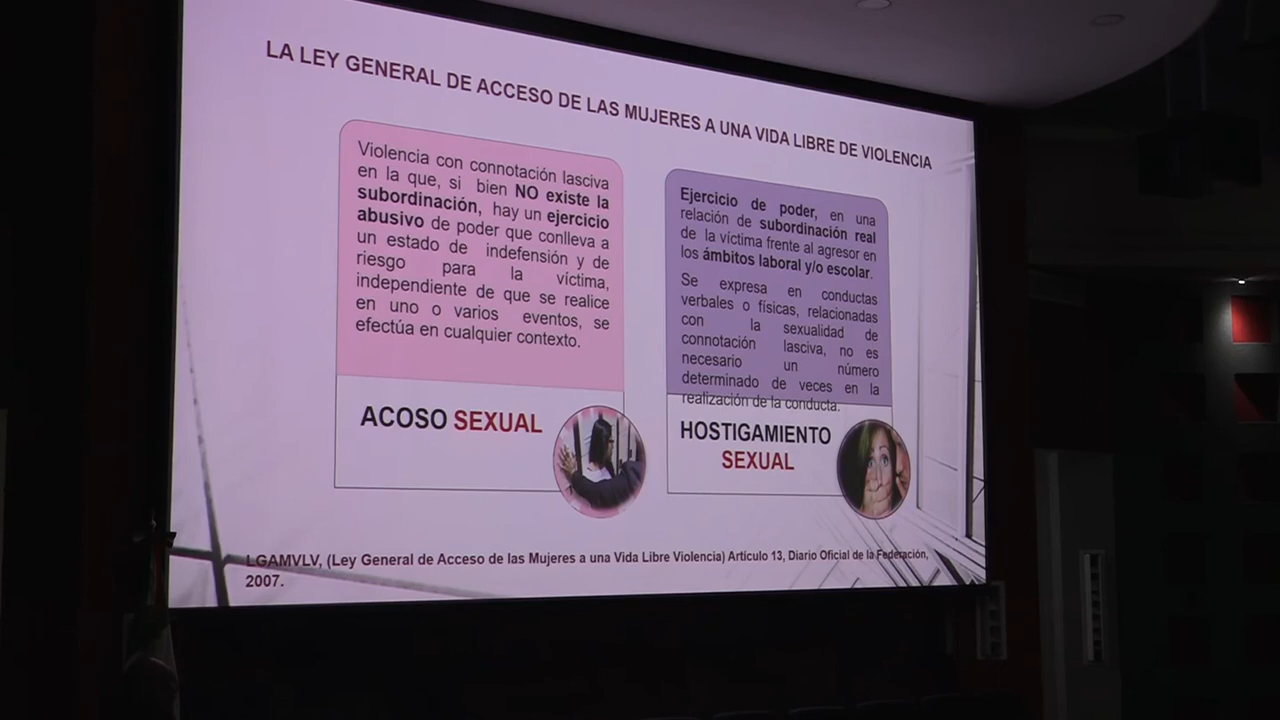 LA LEY GENERAL DE ACCESO DE LAS MUJERES A UNA VIDA LIBRE DE VIOLENCIA
Violencia con connotación lasciva
en la que, si bien NO existe la
subordinación, hay un ejercicio
abusivo de poder que conlleva a
un estado de indefensión y de
riesgo para la víctima,
independiente de que se realice
en uno o varios eventos, se
efectúa en cualquier contexto.
ACOSO SEXUAL
Ejercicio de poder, en una
relación de subordinación real
de la víctima frente al agresor en
los ámbitos laboral y/o escolar.
Se expresa en conductas
verbales o físicas, relacionadas
con la sexualidad de
connotación lasciva, no es
necesario un número
determinado de veces en la
realización de la conducta.
HOSTIGAMIENTO
SEXUAL
LGAMVLV, (Ley General de Acceso de las Mujeres a una Vida Libre Violencia) Artículo 13, Diario Oficial de la Federación,
2007.